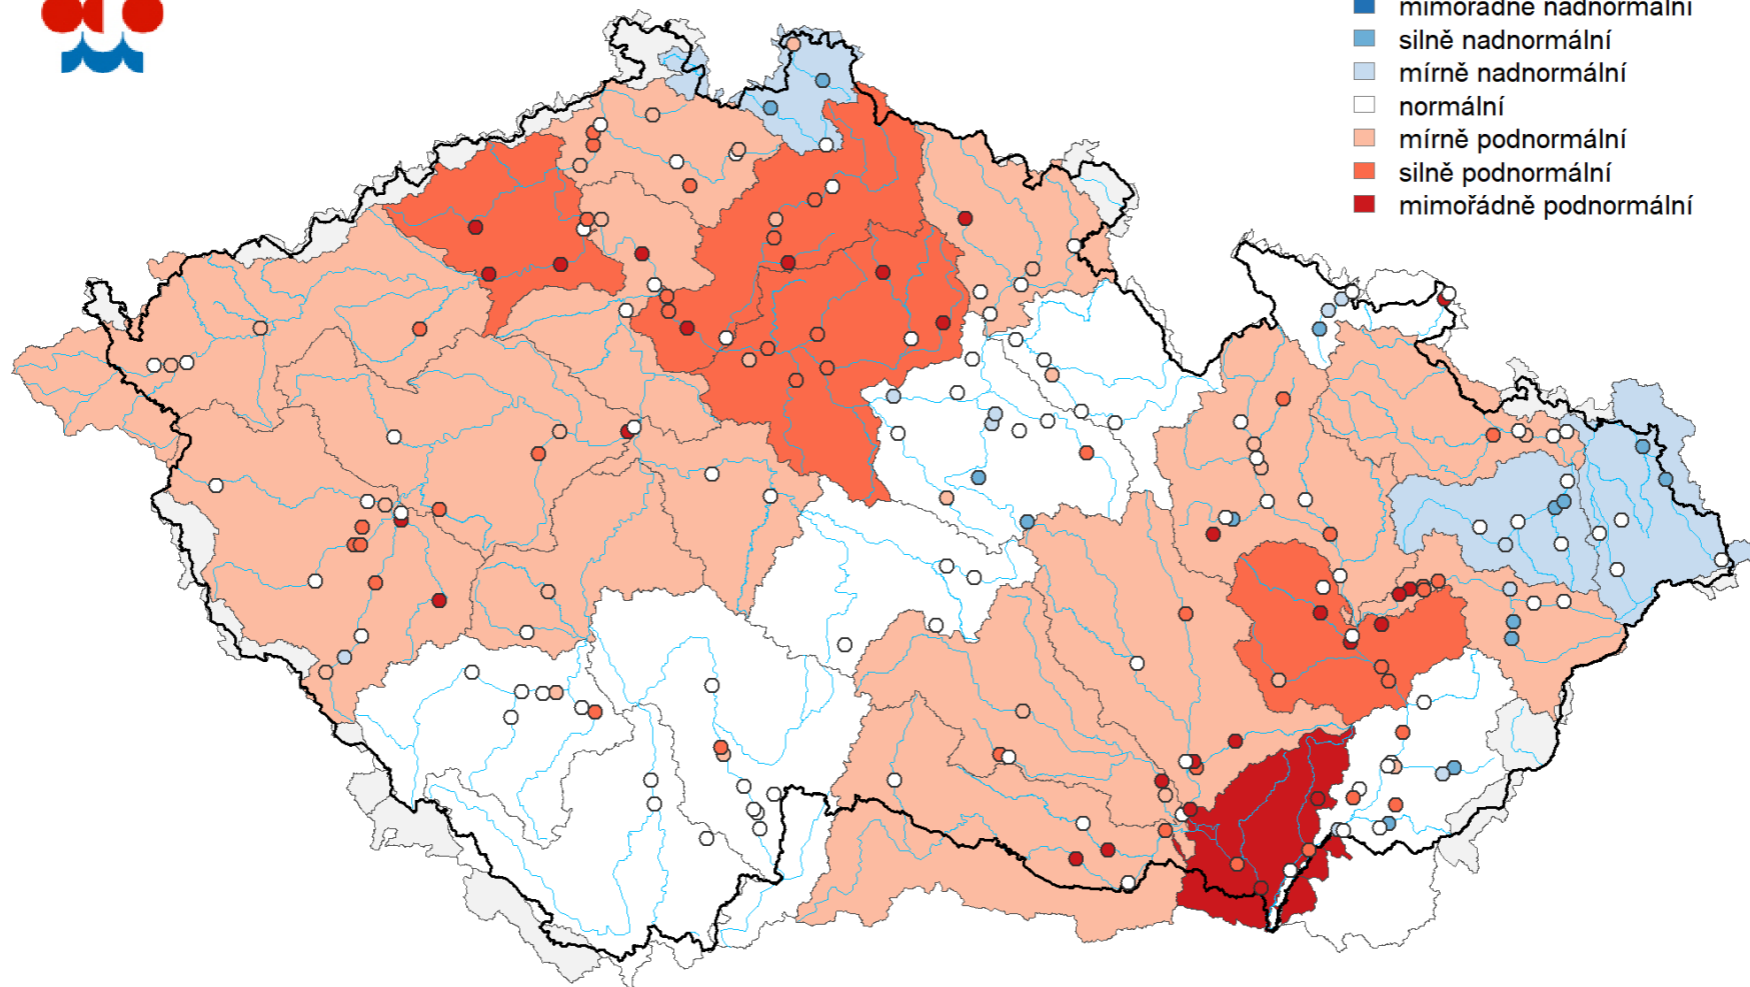 mimořádně nadnormální
silně nadnormální
mírně nadnormální
normální
mírně podnormální
silně podnormální
mimořádně podnormální